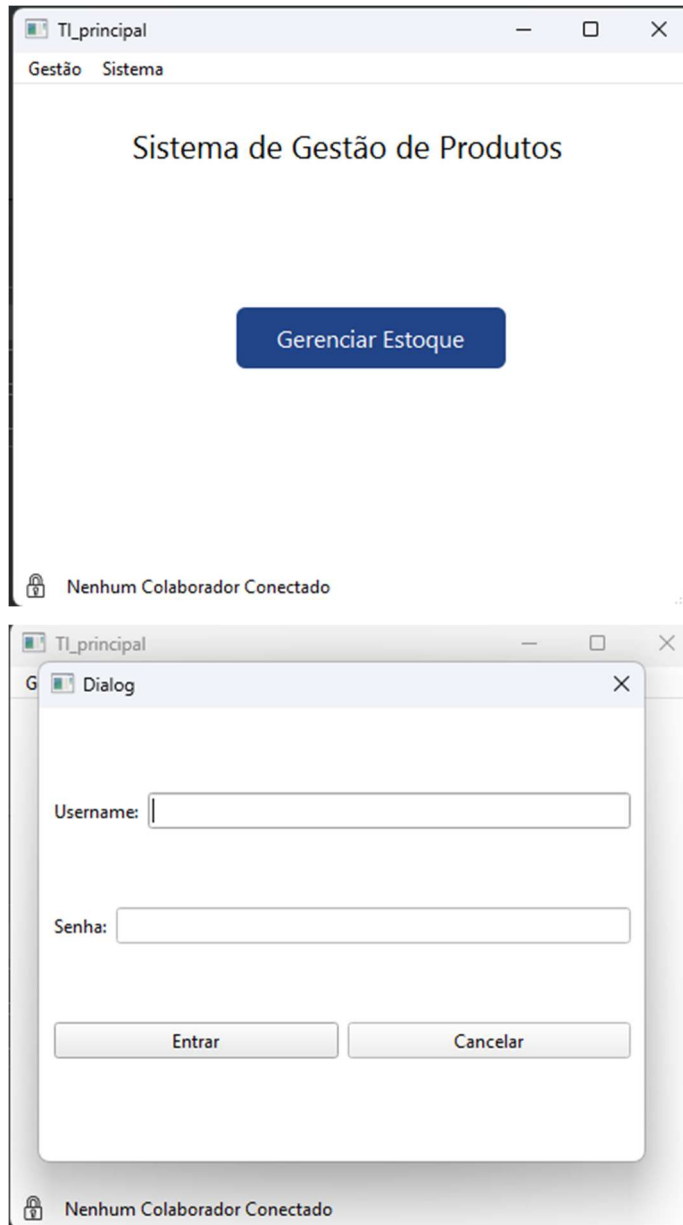 TI_principal
Gestão Sistema
Sistema de Gestão de Produtos
Gerenciar Estoque
Nenhum Colaborador Conectado
TI_principal
G
Dialog
Username:
Senha:
Entrar Cancelar
Nenhum Colaborador Conectado